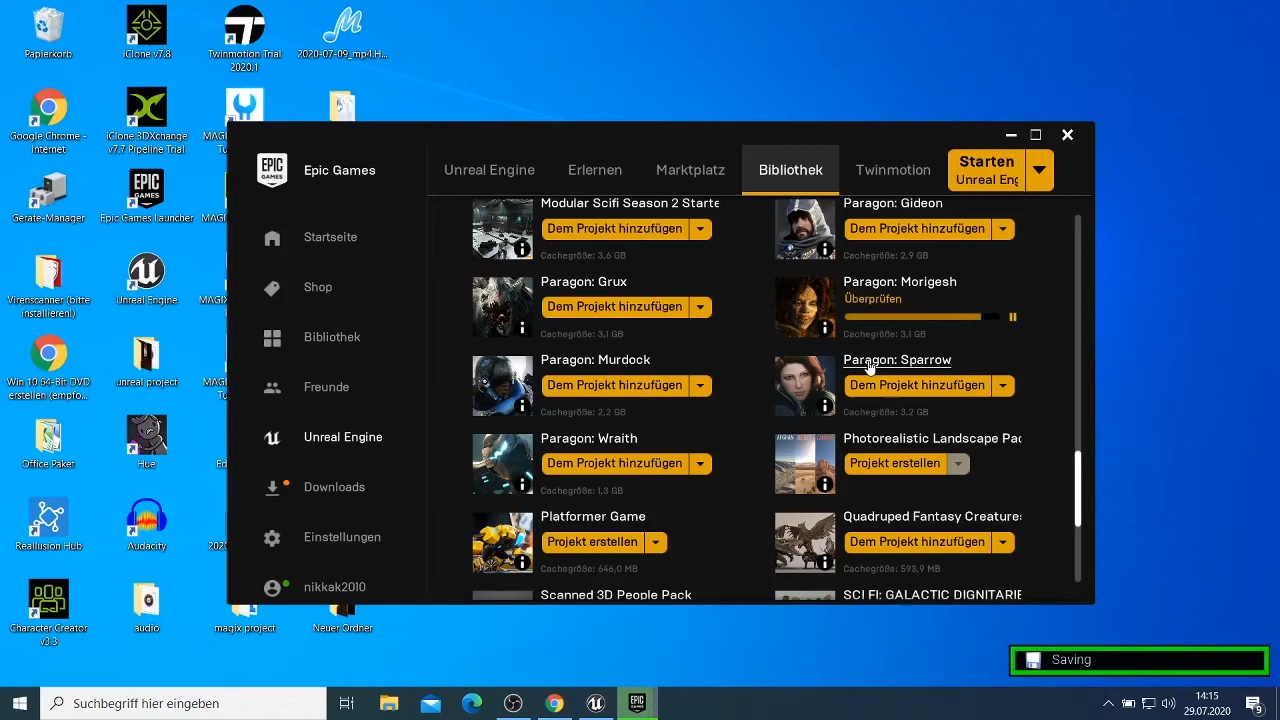 Papierkorb
iClone v7.8
Twinmotion Trial
2020.1
2020-07-09_mp4.H...
Google Chrome -
Internet
iClone 3DXchange
v7.7 Pipeline Trial
Geräte-Manager
Epic Games Launcher
Virenscanner (bitte
installieren!)
Unreal Engine
Win 10 64-Bit DVD
erstellen (empfo...
unreal project
Office Paket
Hue
Reallusion Hub
Audacity
Character Creator
v3.3
audio
magix project
Neuer Ordner
EPIC
GAMES
Epic Games
Startseite
Shop
Bibliothek
Freunde
Unreal Engine
Downloads
Einstellungen
nikkak2010
Unreal Engine
Erlernen
Marktplatz
Bibliothek
Twinmotion
Starten
Unreal Eng
Modular Scifi Season 2 Starte
Dem Projekt hinzufügen
Cachegröße: 3,6 GB
Paragon: Gideon
Dem Projekt hinzufügen
Cachegröße: 2,9 GB
Paragon: Grux
Dem Projekt hinzufügen
Cachegröße: 3,1 GB
Paragon: Morigesh
Überprüfen
Cachegröße: 3,1 GB
Paragon: Murdock
Dem Projekt hinzufügen
Cachegröße: 2,2 GB
Paragon: Sparrow
Dem Projekt hinzufügen
Cachegröße: 3,2 GB
Paragon: Wraith
Dem Projekt hinzufügen
Cachegröße: 1,3 GB
Photorealistic Landscape Pac
Projekt erstellen
Platformer Game
Projekt erstellen
Cachegröße: 646,0 MB
Quadruped Fantasy Creatures
Dem Projekt hinzufügen
Cachegröße: 593,9 MB
Scanned 3D People Pack
SCI FI: GALACTIC DIGNITARIE
Saving
Suchbegriff hier eingeben
14:15
29.07.2020